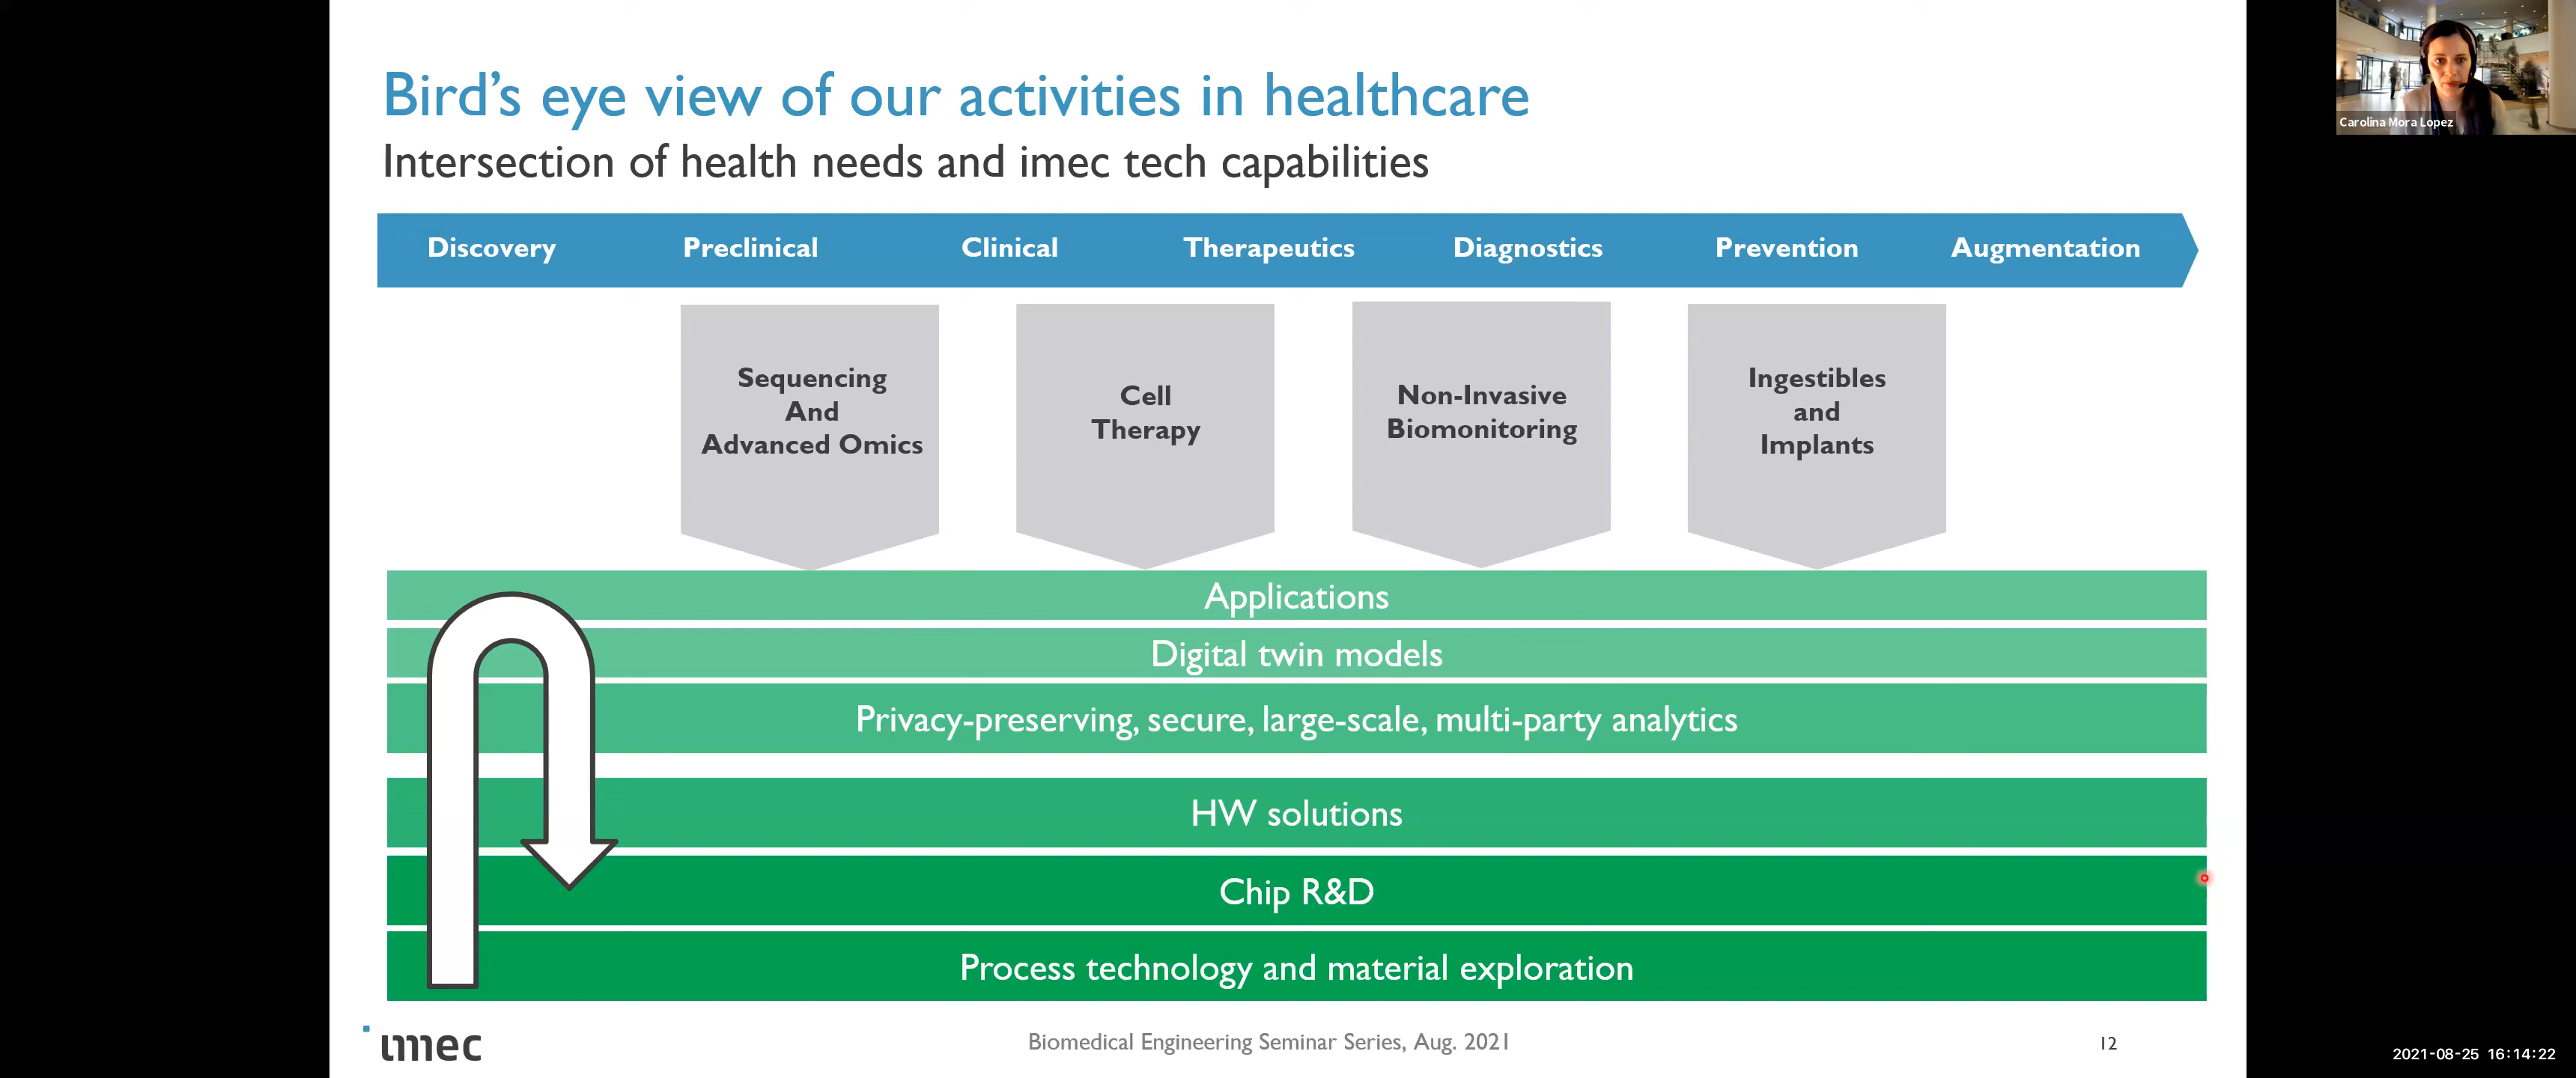 Bird's eye view of our activities in healthcare
Intersection of health needs and imec tech capabilities
Carolina Mora Lopez
Discovery Preclinical Clinical Therapeutics Diagnostics Prevention Augmentation
Sequencing
And
Advanced Omics
Cell
Therapy
Non-Invasive
Biomonitoring
Ingestibles
and
Implants
Applications
Digital twin models
Privacy-preserving, secure, large-scale, multi-party analytics
HW solutions
Chip R&D
Process technology and material exploration
imec
Biomedical Engineering Seminar Series, Aug. 2021
12
2021-08-25 16:14:22